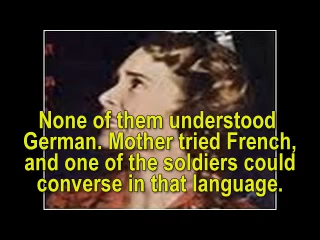 None of them understood
German. Mother tried French,
and one of the soldiers could
converse in that language.